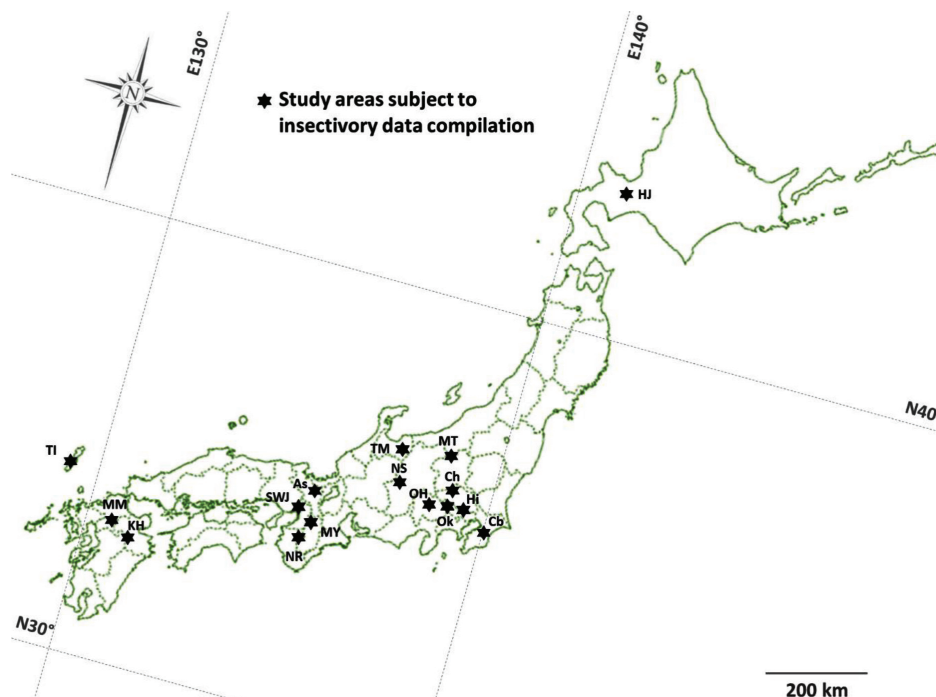 E130°
E140°
N
Study areas subject to
insectivory data compilation
HJ
N40
TI
TM
MT
NS
Ch
As
OH
Hi
SWJ
MM
Ok
Cb
KH
MY
NR
N30°
200 km